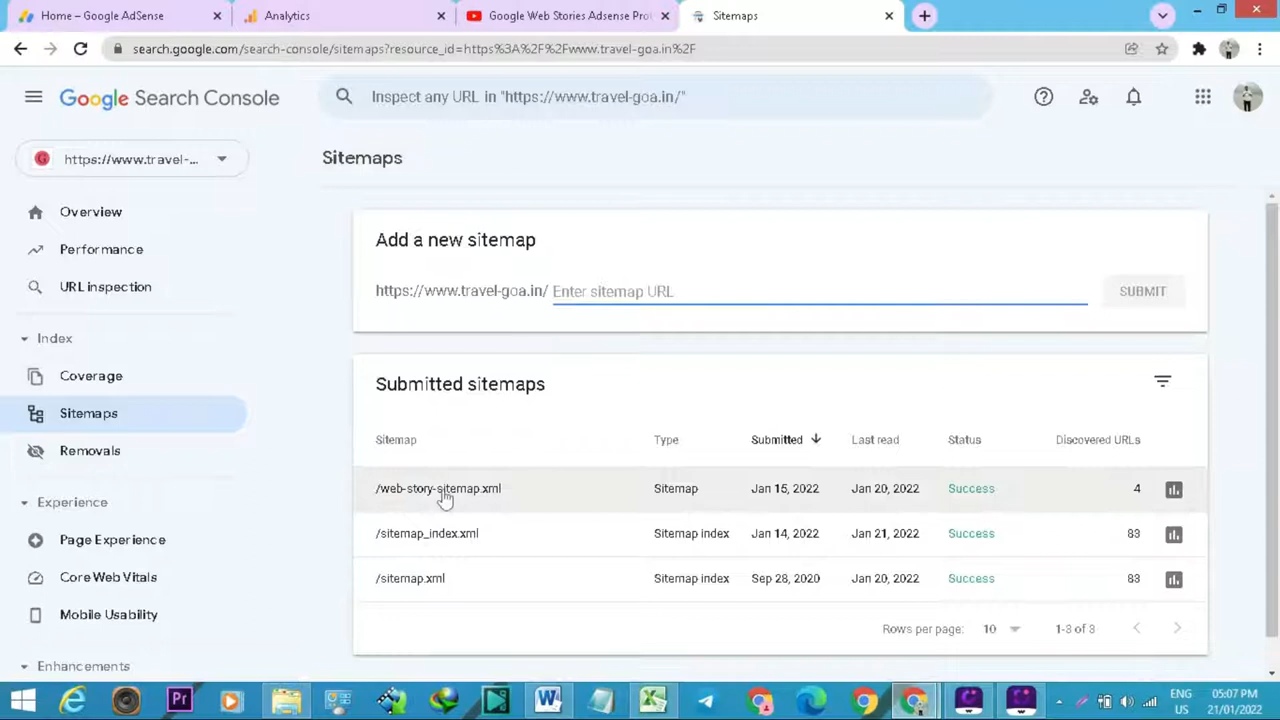 Home – Google AdSense
Analytics
Google Web Stories Adsense Pro
Sitemaps
search.google.com/search-console/sitemaps?resource_id=https%3A%2F%2Fwww.travel-goa.in%2F
Google Search Console
Inspect any URL in "https://www.travel-goa.in/"
https://www.travel-...
Sitemaps
Overview
Performance
URL inspection
Index
Coverage
Sitemaps
Removals
Experience
Page Experience
Core Web Vitals
Mobile Usability
Enhancements
Add a new sitemap
https://www.travel-goa.in/ Enter sitemap URL
SUBMIT
Submitted sitemaps
Sitemap Type Submitted Last read Status Discovered URLs
/web-story-sitemap.xml Sitemap Jan 15, 2022 Jan 20, 2022 Success 4
/sitemap_index.xml Sitemap index Jan 14, 2022 Jan 21, 2022 Success 83
/sitemap.xml Sitemap index Sep 28, 2020 Jan 20, 2022 Success 83
Rows per page: 10 1-3 of 3
ENG 05:07 PM
US 21/01/2022